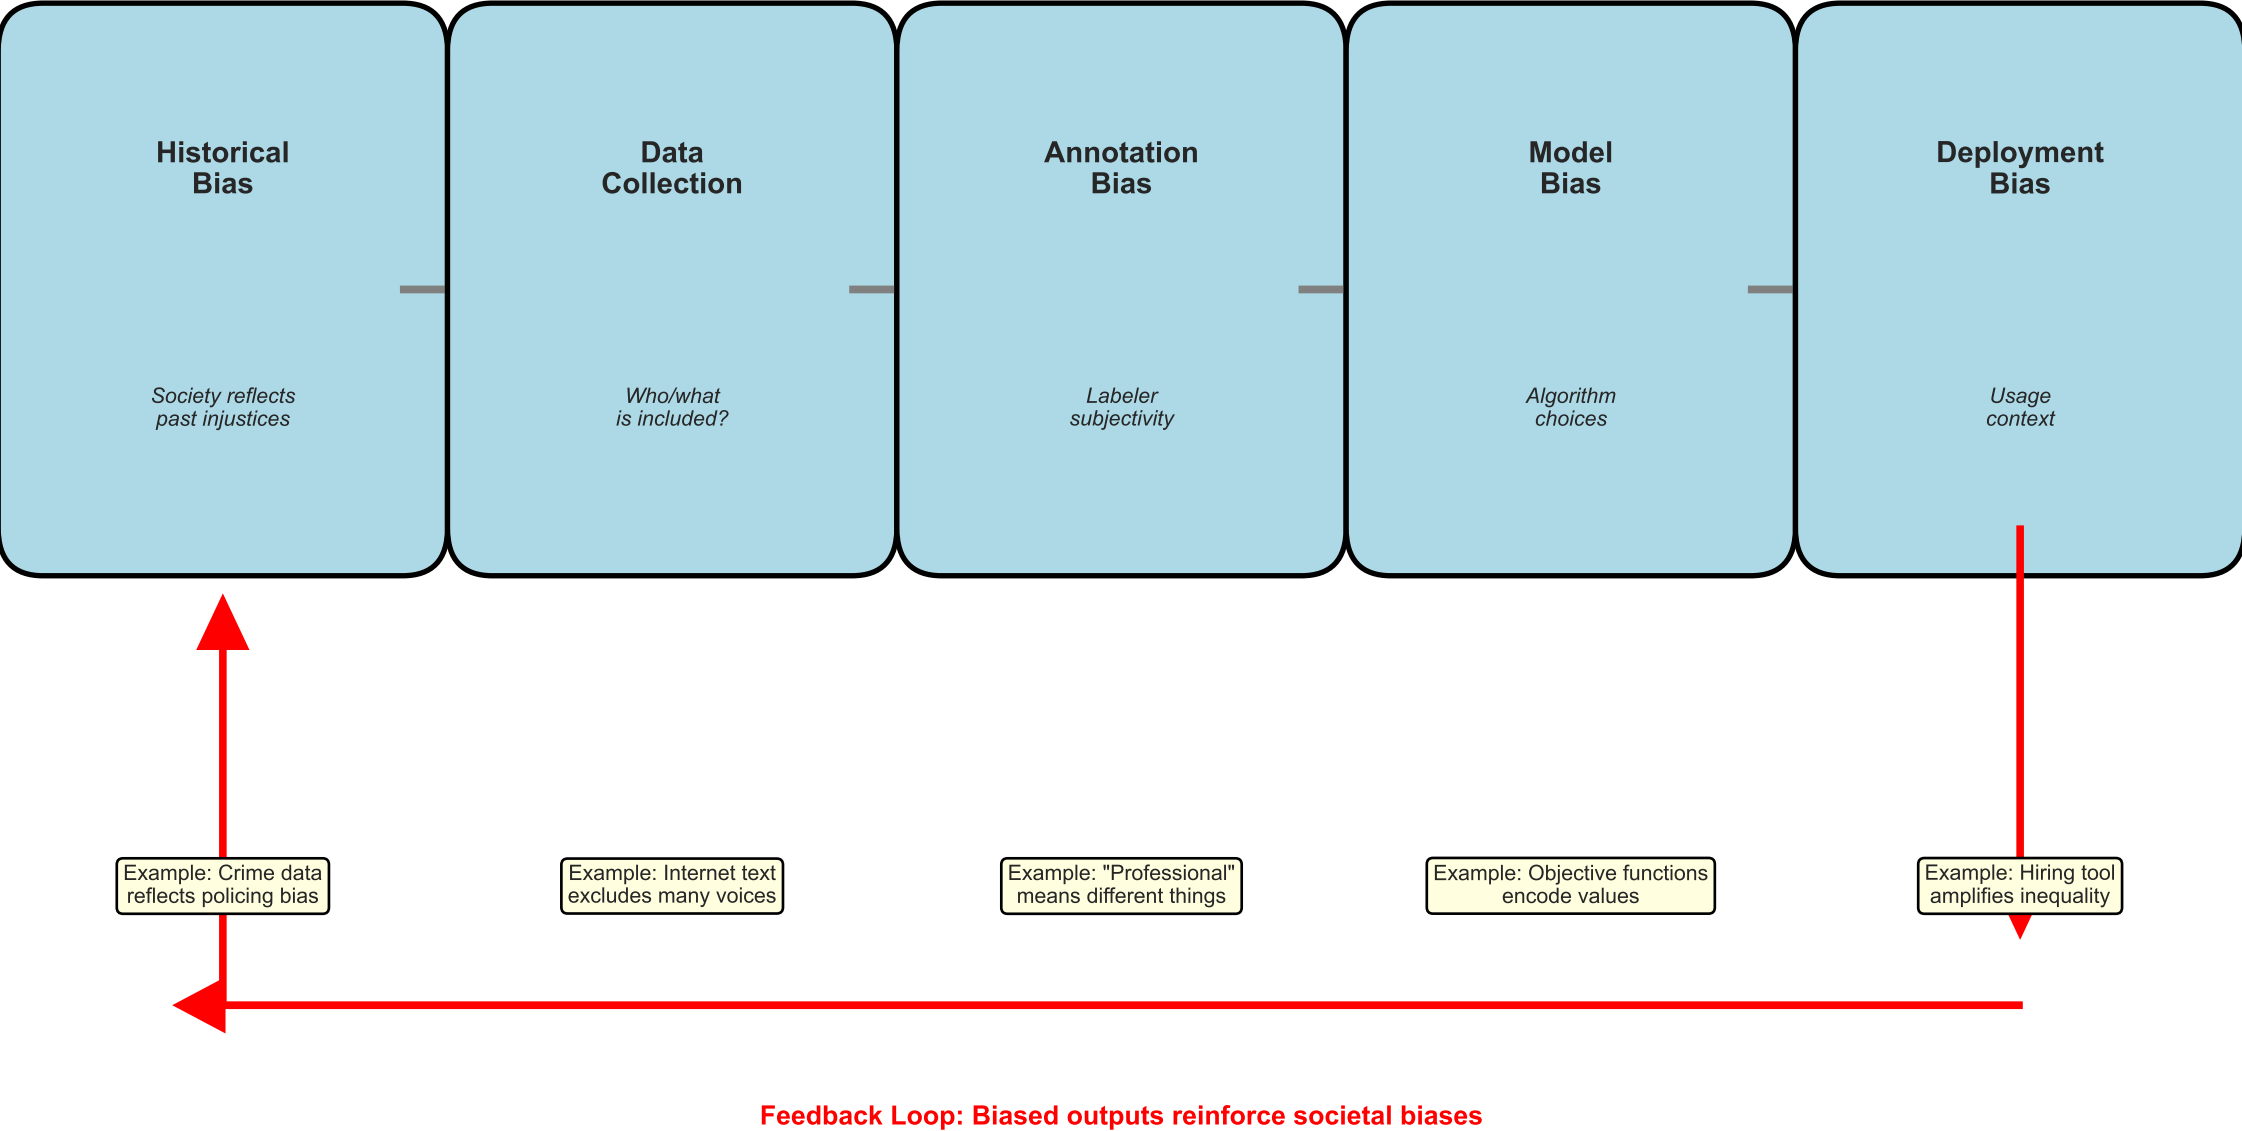 Historical
Bias
Society reflects
past injustices
Data
Collection
Who/what
is included?
Annotation
Bias
Labeler
subjectivity
Model
Bias
Algorithm
choices
Deployment
Bias
Usage
context
Example: Crime data
reflects policing bias
Example: Internet text
excludes many voices
Example: "Professional"
means different things
Example: Objective functions
encode values
Example: Hiring tool
amplifies inequality
Feedback Loop: Biased outputs reinforce societal biases